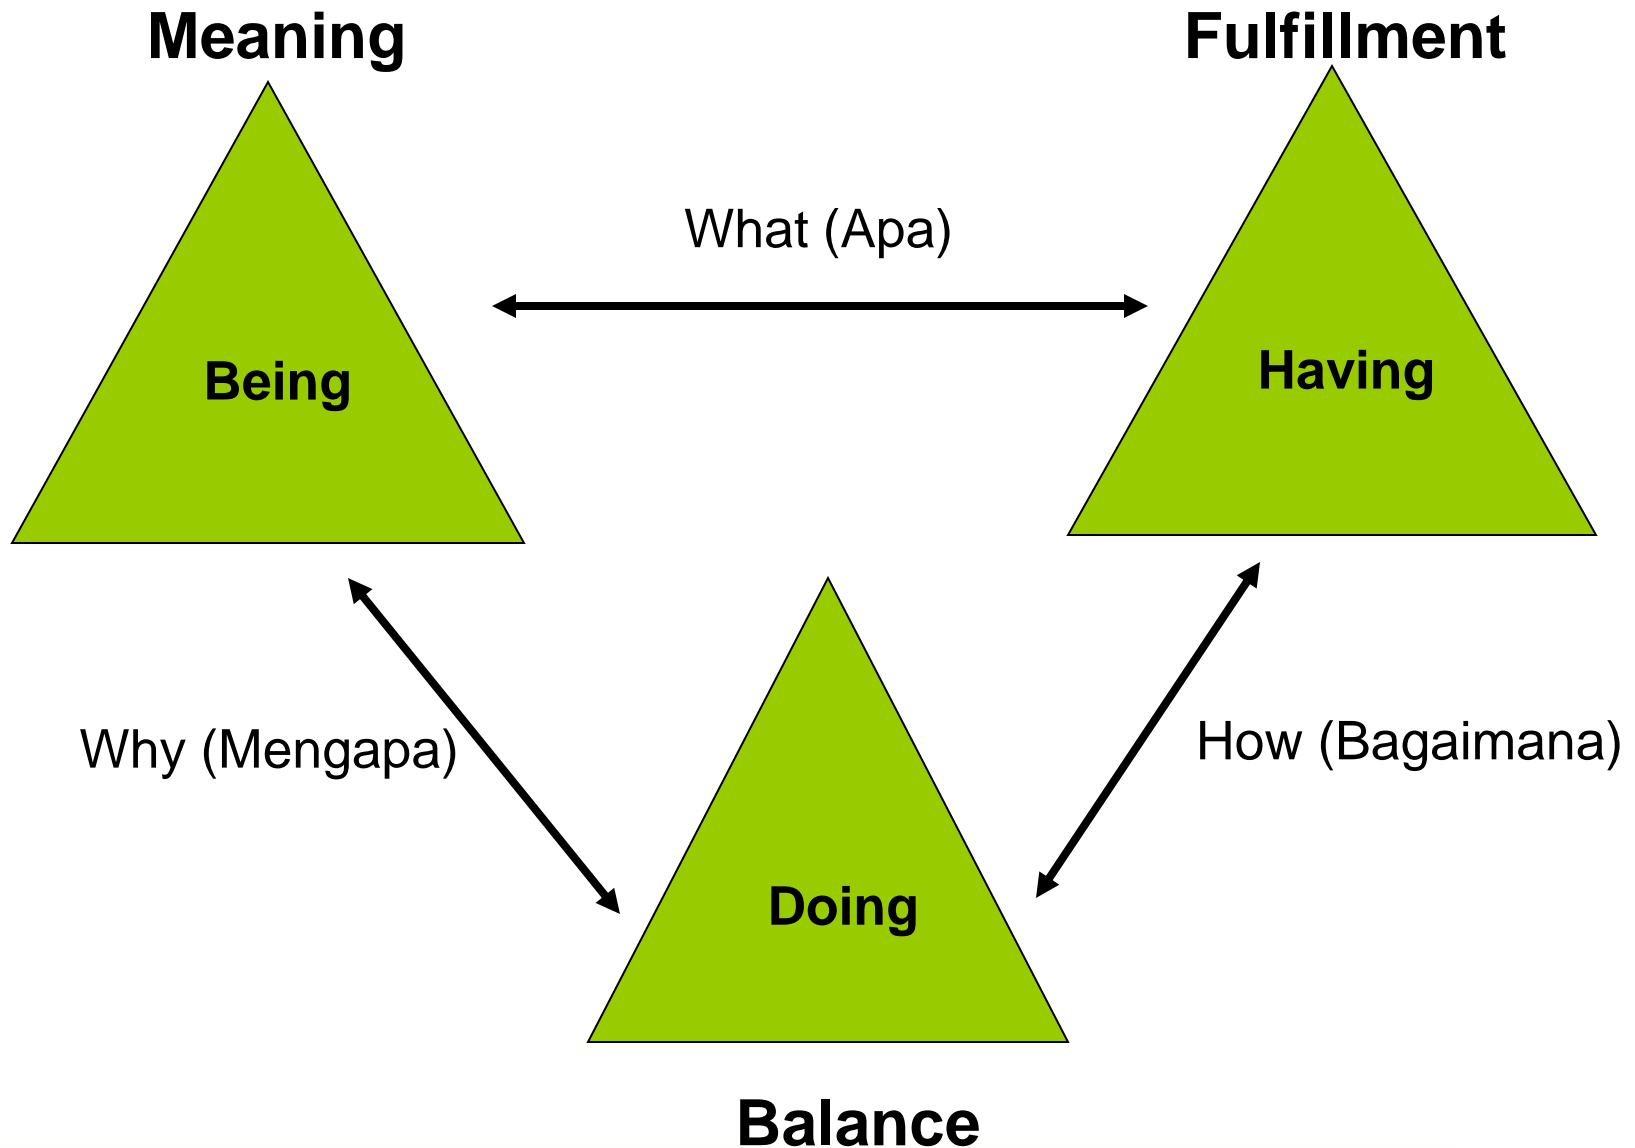 Meaning
Fulfillment
What (Apa)
Being
Having
Why (Mengapa)
How (Bagaimana)
Doing
Balance